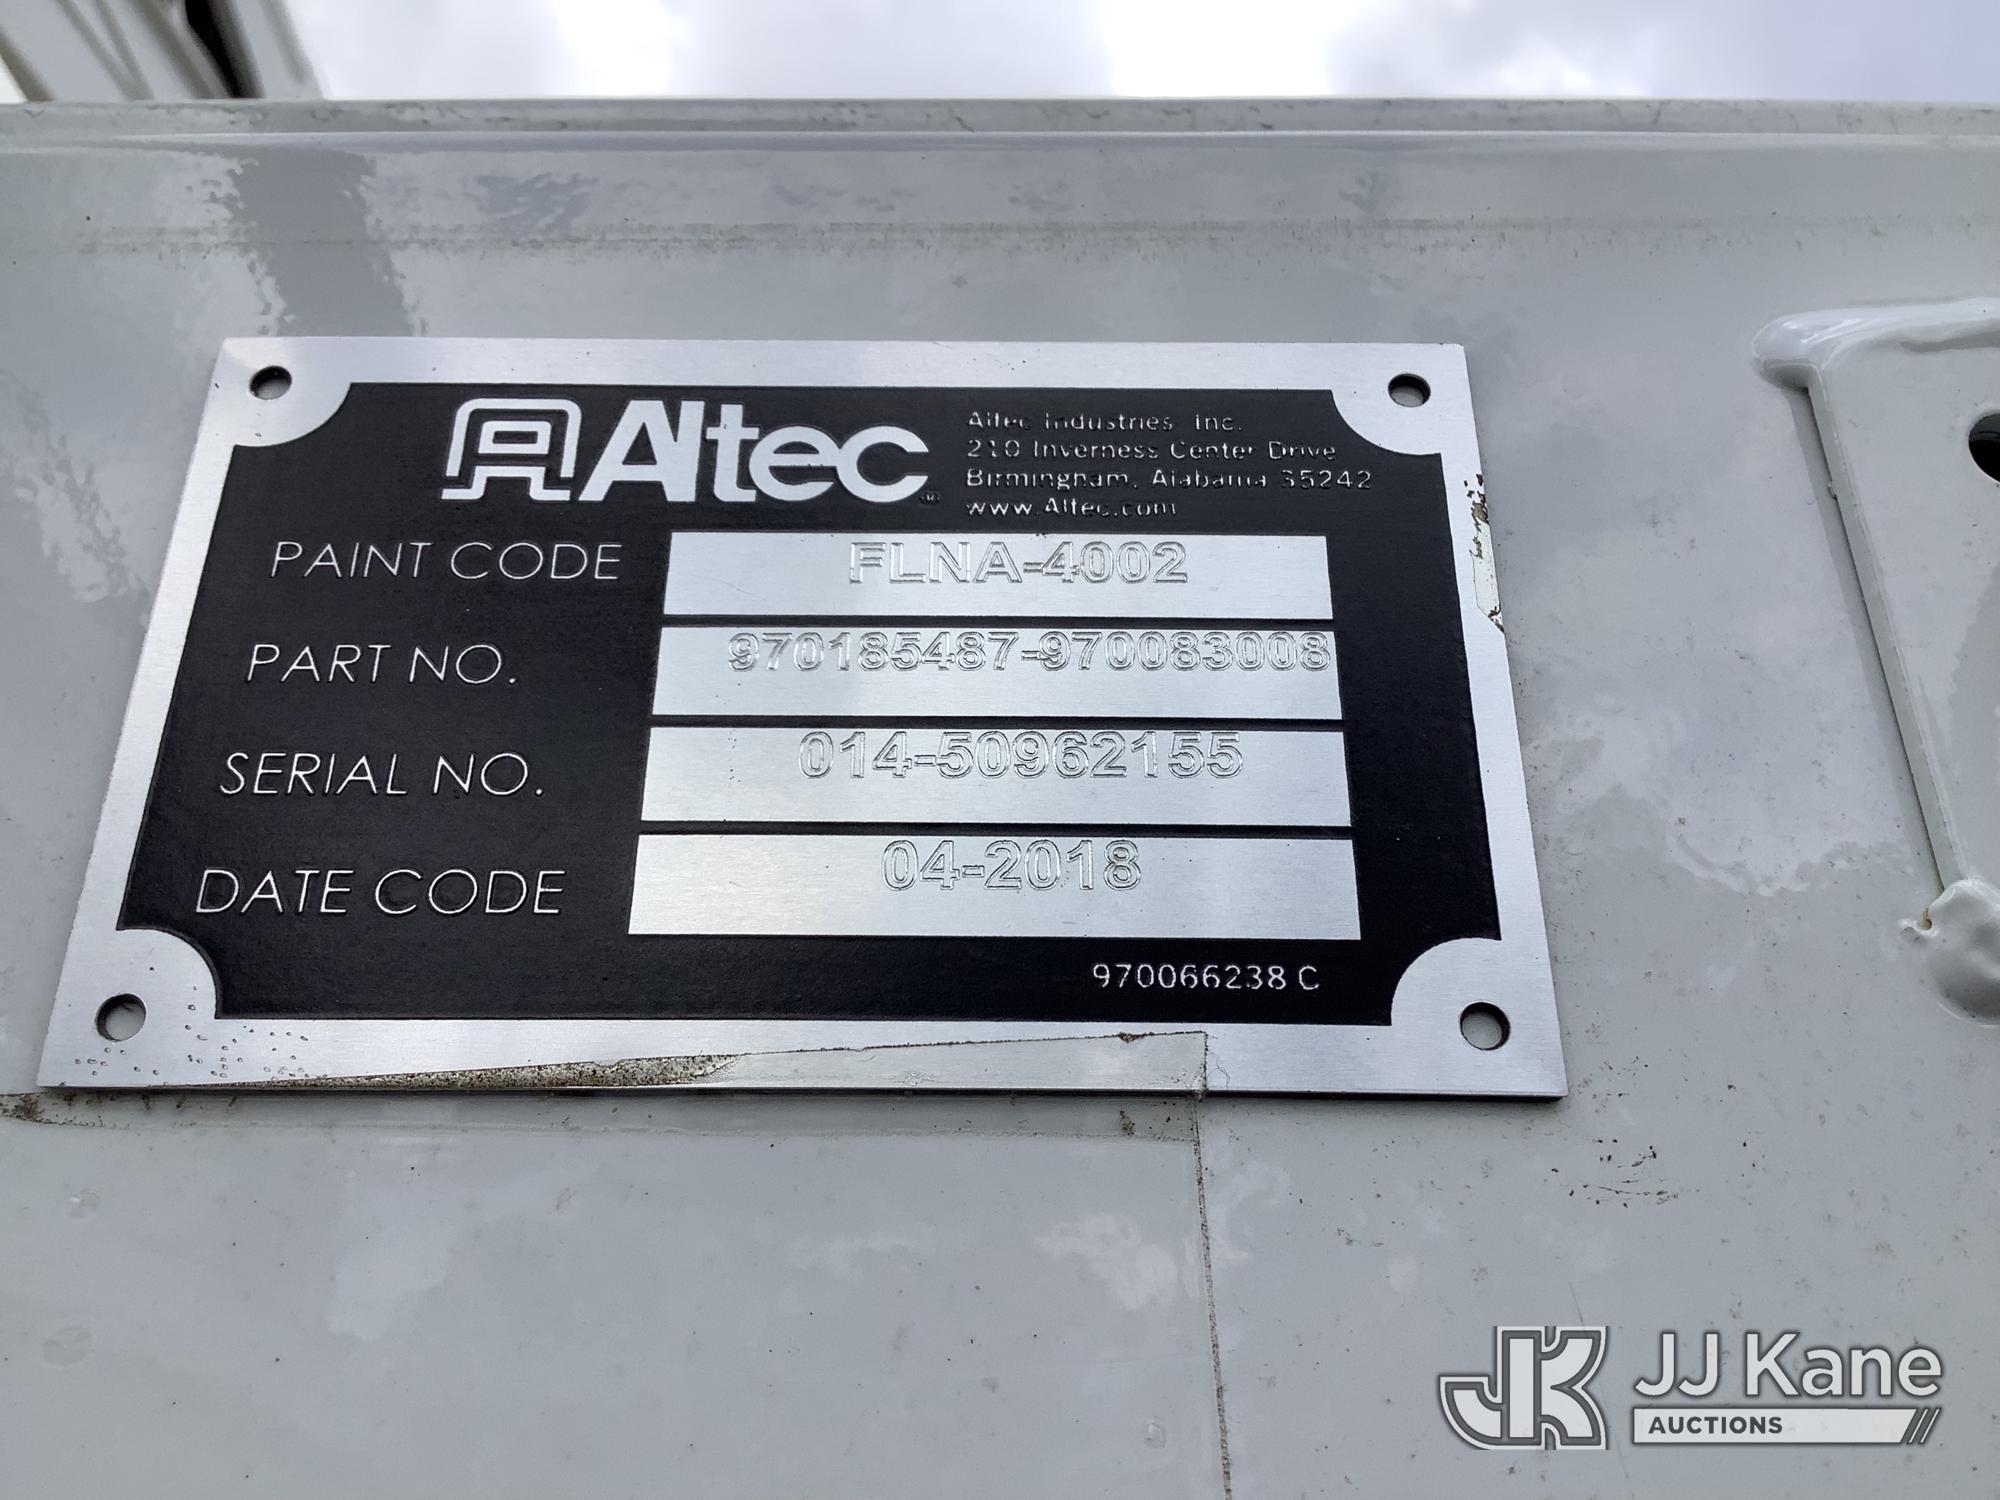 Altec®
Altec Industries, Inc.
210 Inverness Center Drive
Birmingham, Alabama 35242
www.Altec.com
PAINT CODE FLNA-4002
PART NO. 970185487-970083008
SERIAL NO. 014-50962155
DATE CODE 04-2018
970066238 C
JK JJ Kane
AUCTIONS